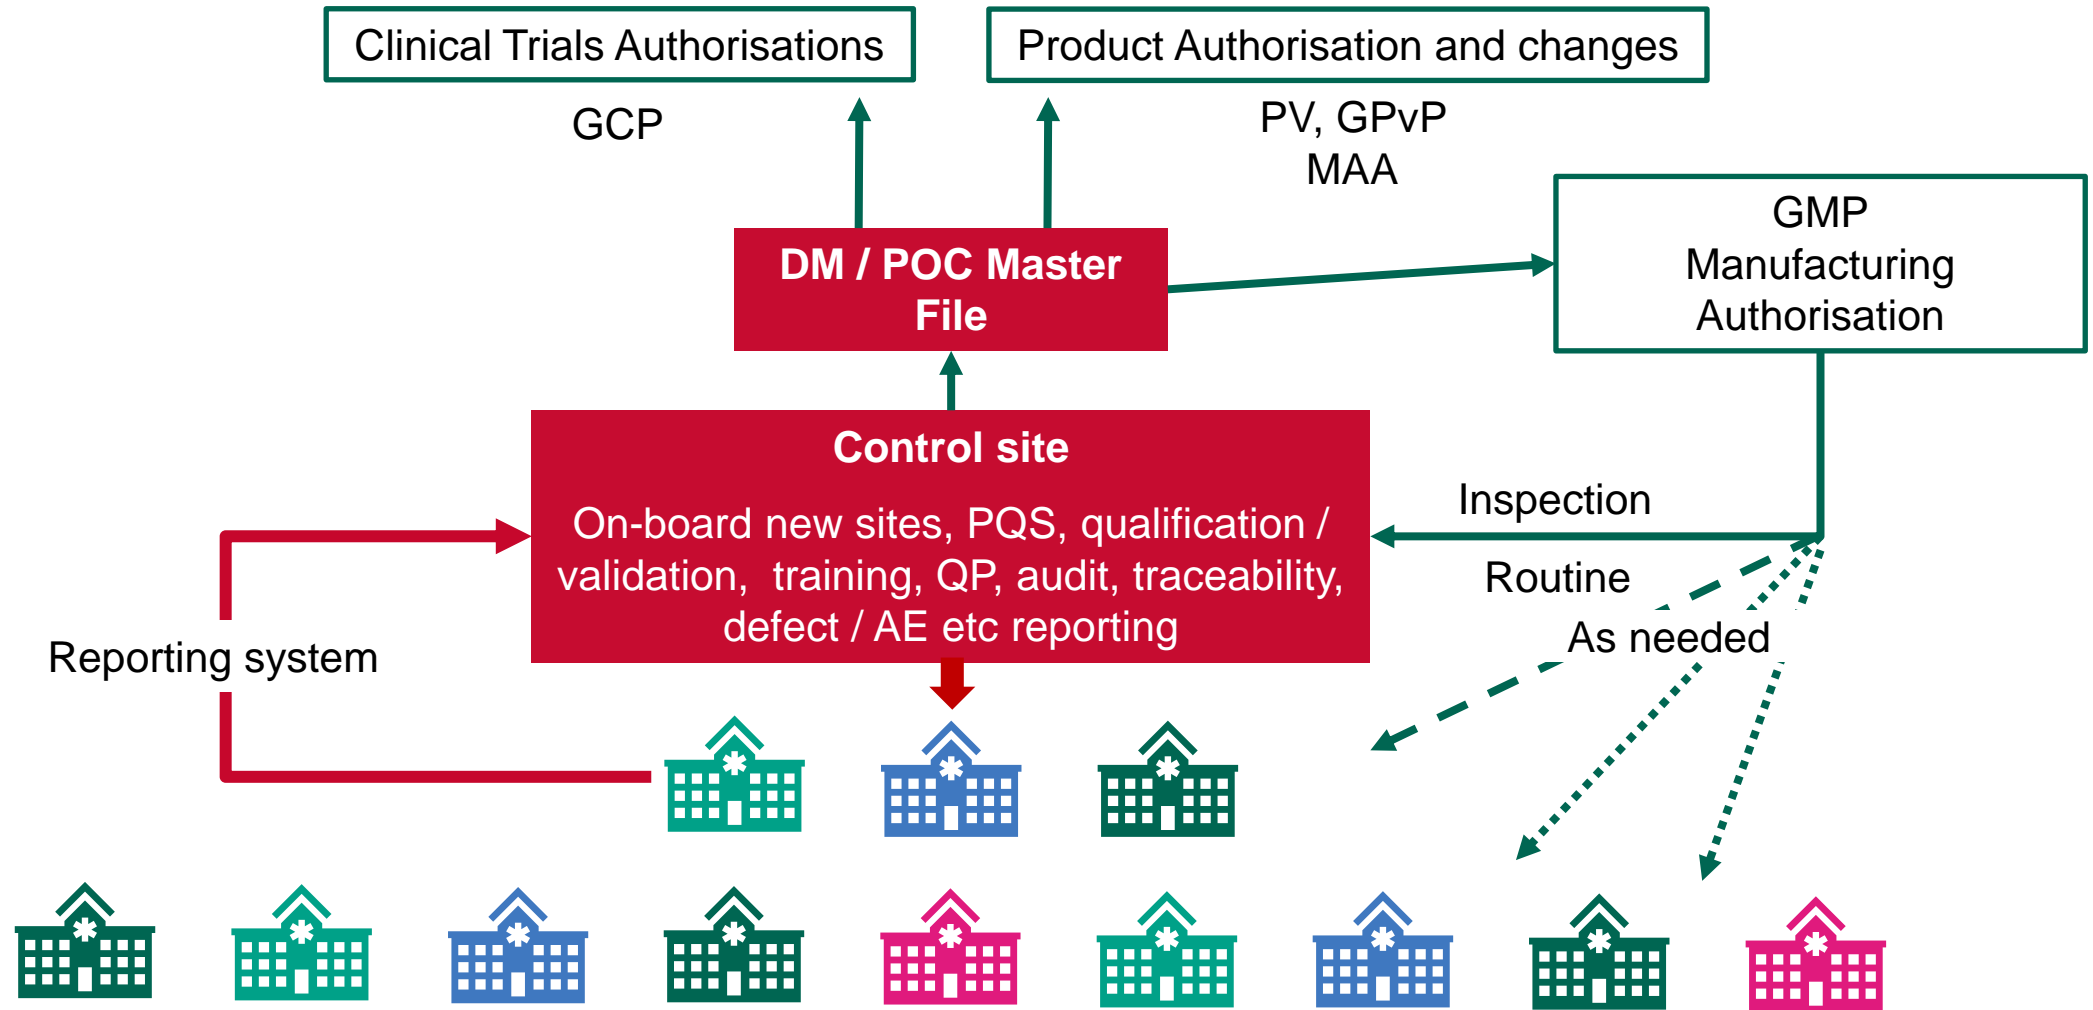 Clinical Trials Authorisations
Product Authorisation and changes
GCP
PV, GPvP
MAA
GMP
Manufacturing
Authorisation
DM / POC Master
File
Control site
On-board new sites, PQS, qualification /
validation, training, QP, audit, traceability,
defect / AE etc reporting
Inspection
Routine
As needed
Reporting system